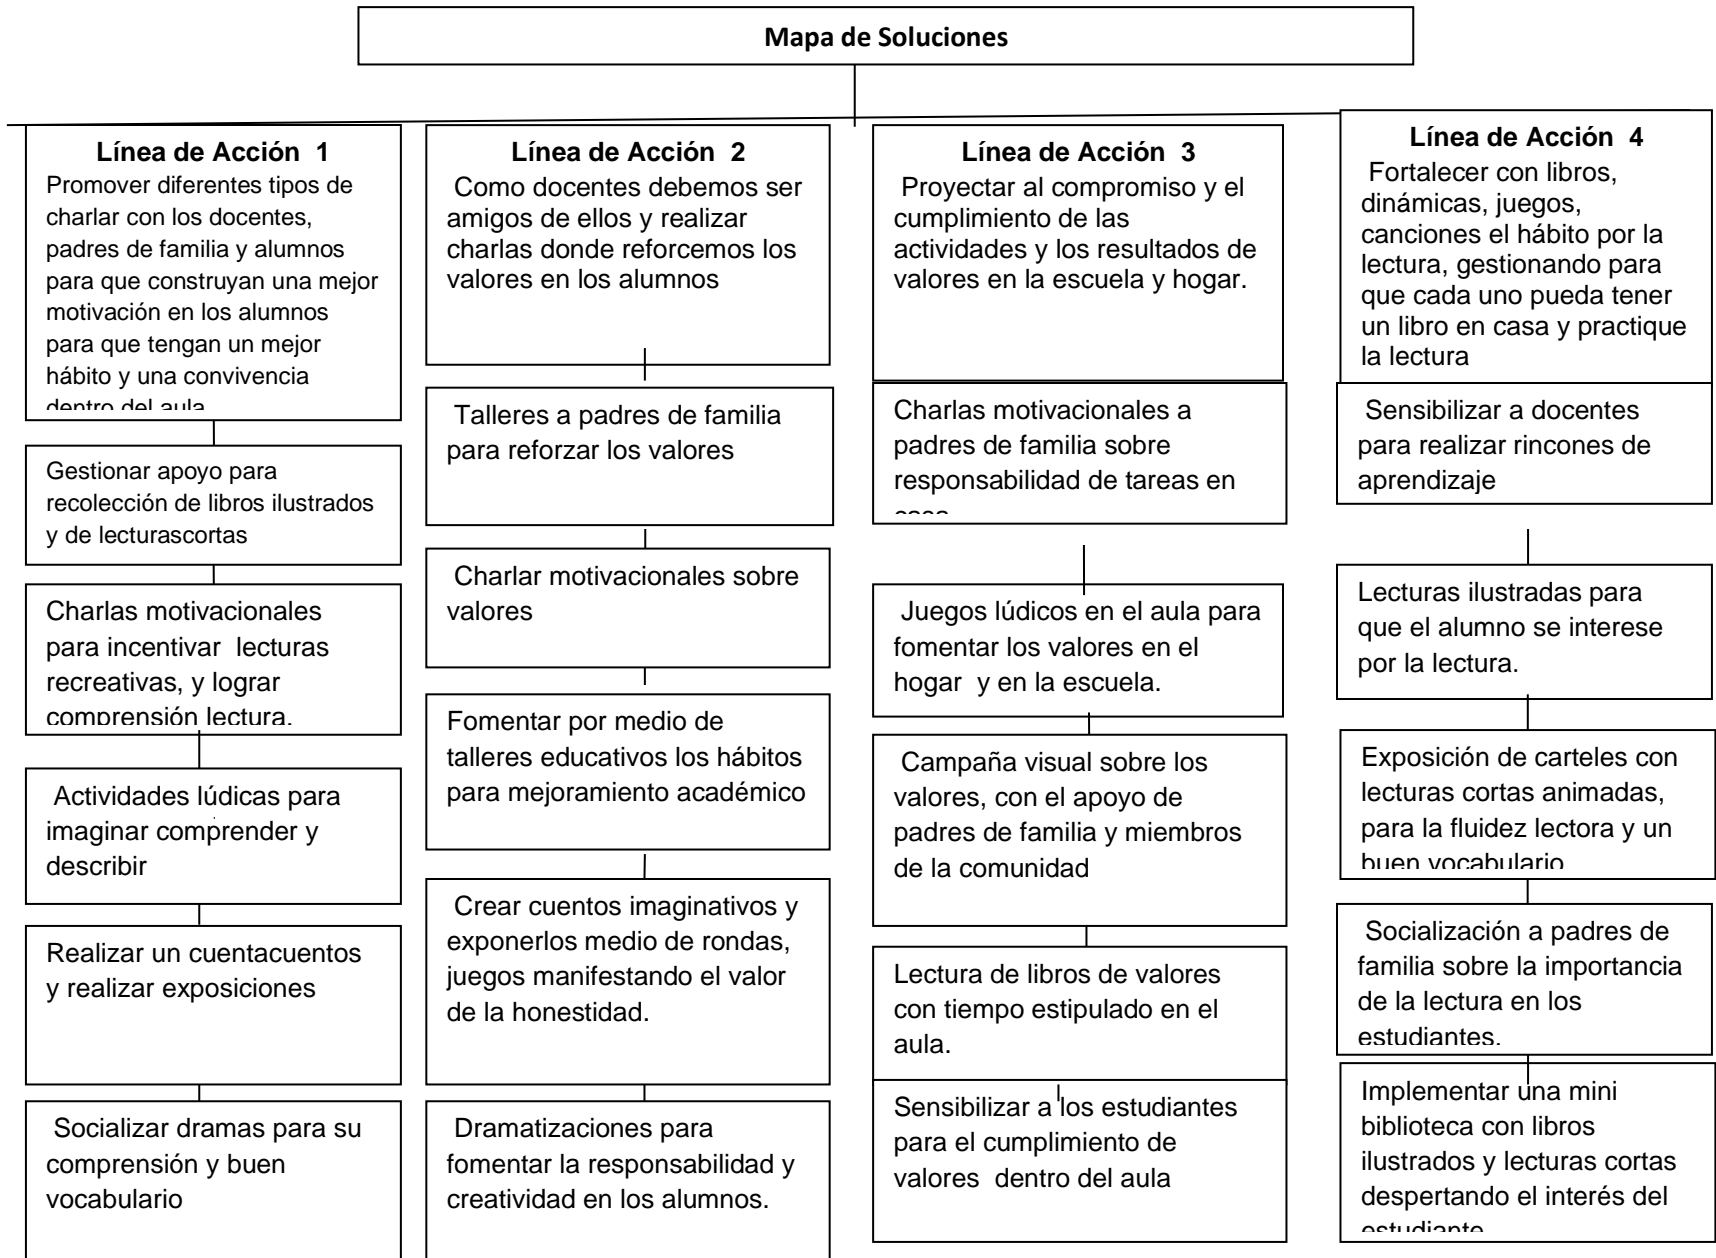 Mapa de Soluciones
Línea de Acción 1
Promover diferentes tipos de
charlar con los docentes,
padres de familia y alumnos
para que construyan una mejor
motivación en los alumnos
para que tengan un mejor
hábito y una convivencia
dentro del aula
Gestionar apoyo para
recolección de libros ilustrados
y de lecturascortas
Charlas motivacionales
para incentivar lecturas
recreativas, y lograr
comprensión lectura.
Actividades lúdicas para
imaginar comprender y
describir
Realizar un cuentacuentos
y realizar exposiciones
Socializar dramas para su
comprensión y buen
vocabulario
Línea de Acción 2
Como docentes debemos ser
amigos de ellos y realizar
charlas donde reforcemos los
valores en los alumnos
Talleres a padres de familia
para reforzar los valores
Charlar motivacionales sobre
valores
Fomentar por medio de
talleres educativos los hábitos
para mejoramiento académico
Crear cuentos imaginativos y
exponerlos medio de rondas,
juegos manifestando el valor
de la honestidad.
Dramatizaciones para
fomentar la responsabilidad y
creatividad en los alumnos.
Línea de Acción 3
Proyectar al compromiso y el
cumplimiento de las
actividades y los resultados de
valores en la escuela y hogar.
Charlas motivacionales a
padres de familia sobre
responsabilidad de tareas en
Juegos lúdicos en el aula para
fomentar los valores en el
hogar y en la escuela.
Campaña visual sobre los
valores, con el apoyo de
padres de familia y miembros
de la comunidad
Lectura de libros de valores
con tiempo estipulado en el
aula.
Sensibilizar a los estudiantes
para el cumplimiento de
valores dentro del aula
Línea de Acción 4
Fortalecer con libros,
dinámicas, juegos,
canciones el hábito por la
lectura, gestionando para
que cada uno pueda tener
un libro en casa y practique
la lectura
Sensibilizar a docentes
para realizar rincones de
aprendizaje
Lecturas ilustradas para
que el alumno se interese
por la lectura.
Exposición de carteles con
lecturas cortas animadas,
para la fluidez lectora y un
buen vocabulario
Socialización a padres de
familia sobre la importancia
de la lectura en los
estudiantes.
Implementar una mini
biblioteca con libros
ilustrados y lecturas cortas
despertando el interés del
estudiante